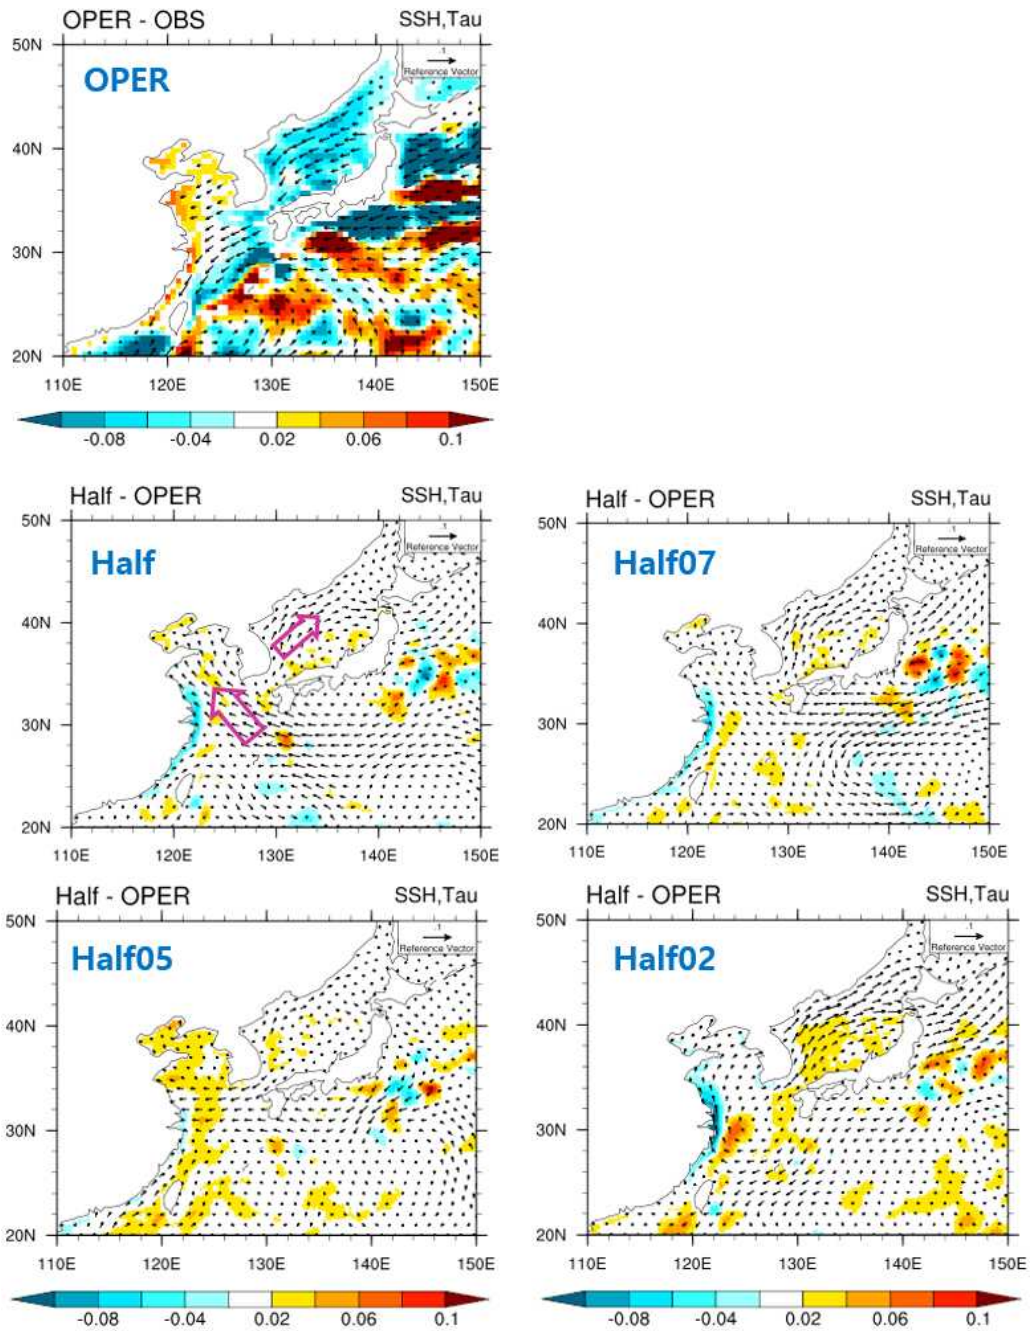 OPER - OBS SSH,Tau
50N
.1
Reference Vector
OPER
40N
30N
20N
110E 120E 130E 140E 150E
-0.08 -0.04 0.02 0.06 0.1
Half - OPER SSH,Tau
50N
.1
Reference Vector
Half
40N
30N
20N
110E 120E 130E 140E 150E
Half - OPER SSH,Tau
50N
.1
Reference Vector
Half07
40N
30N
20N
110E 120E 130E 140E 150E
Half - OPER SSH,Tau
50N
.1
Reference Vector
Half05
40N
30N
20N
110E 120E 130E 140E 150E
-0.08 -0.04 0.02 0.06 0.1
Half - OPER SSH,Tau
50N
.1
Reference Vector
Half02
40N
30N
20N
110E 120E 130E 140E 150E
-0.08 -0.04 0.02 0.06 0.1